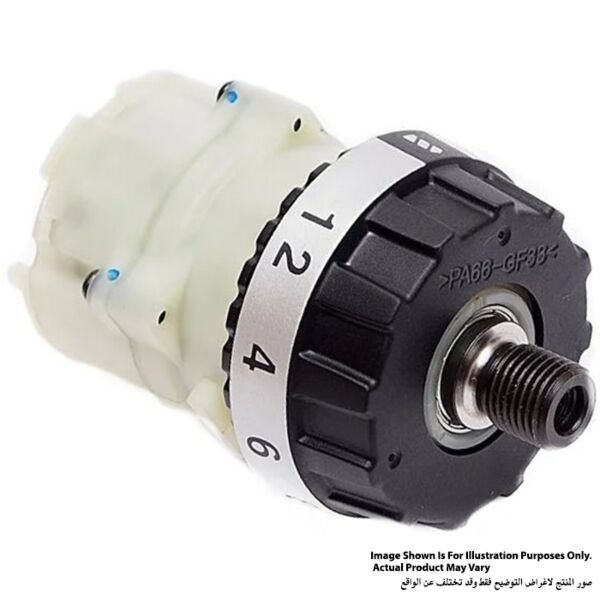 1
2
4
6
>PA66-GF33<
Image Shown Is For Illustration Purposes Only.
Actual Product May Vary
صور المنتج لاغراض التوضيح فقط وقد تختلف عن الواقع